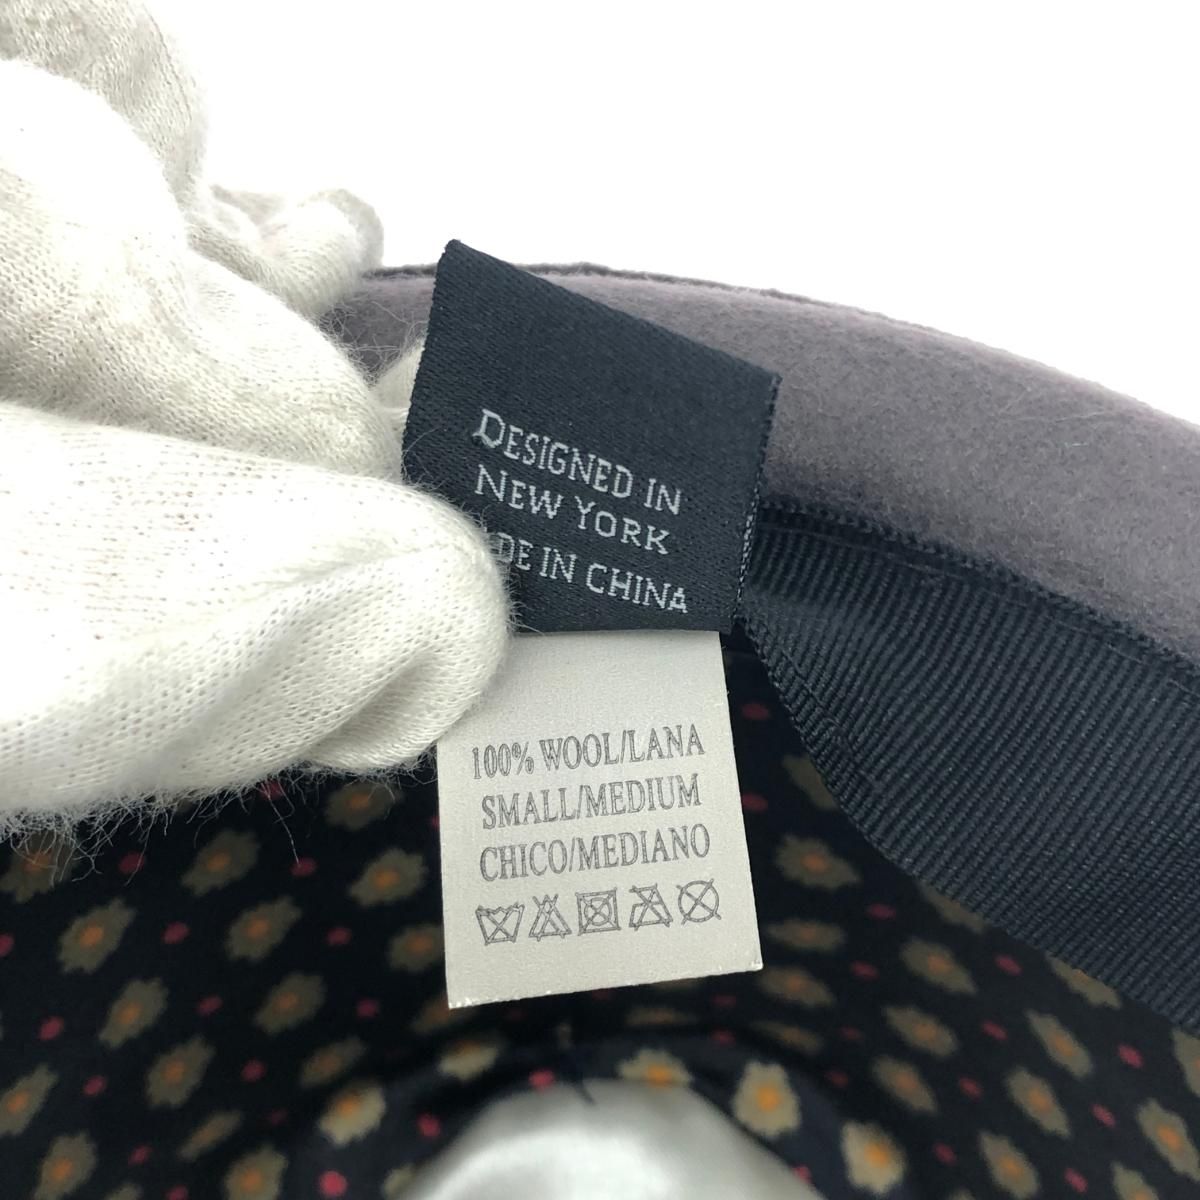 DESIGNED IN
NEW YORK
DE IN CHINA
100% WOOL/LANA
SMALL/MEDIUM
CHICO/MEDIANO